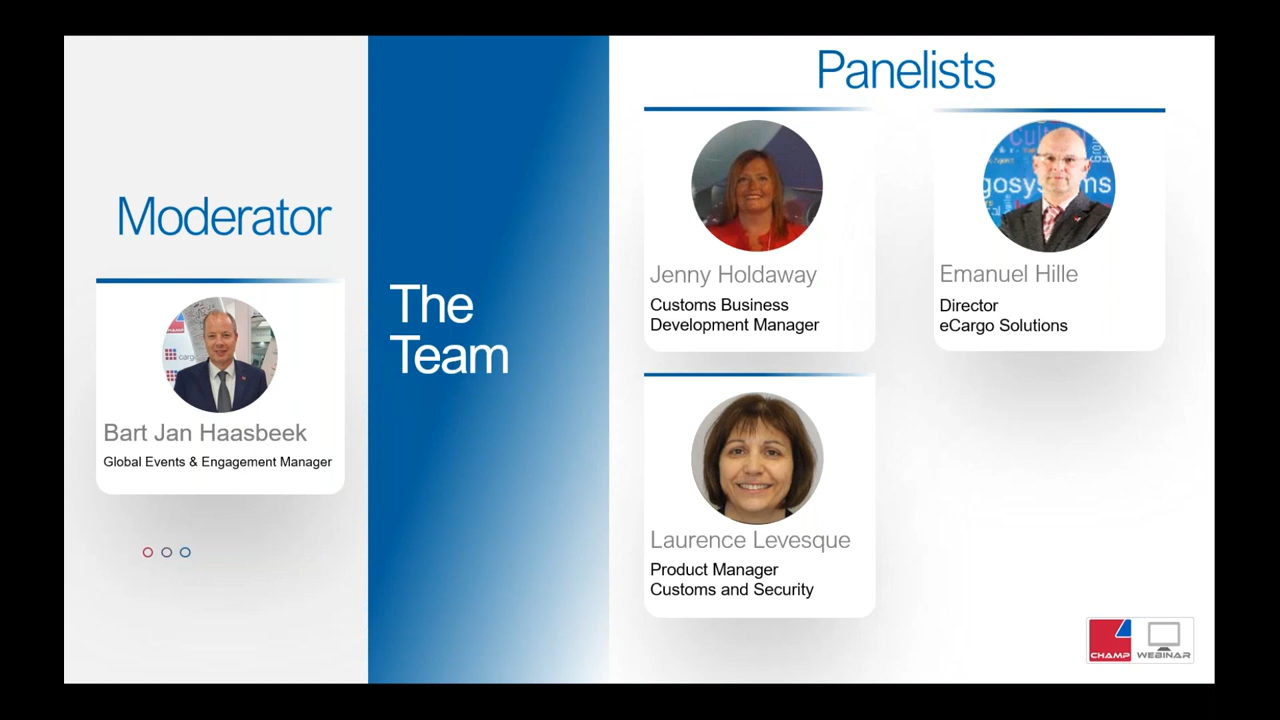 Moderator
Bart Jan Haasbeek
Global Events & Engagement Manager
The
Team
Panelists
Jenny Holdaway
Customs Business
Development Manager
Emanuel Hille
Director
eCargo Solutions
Laurence Levesque
Product Manager
Customs and Security
CHAMP
WEBINAR